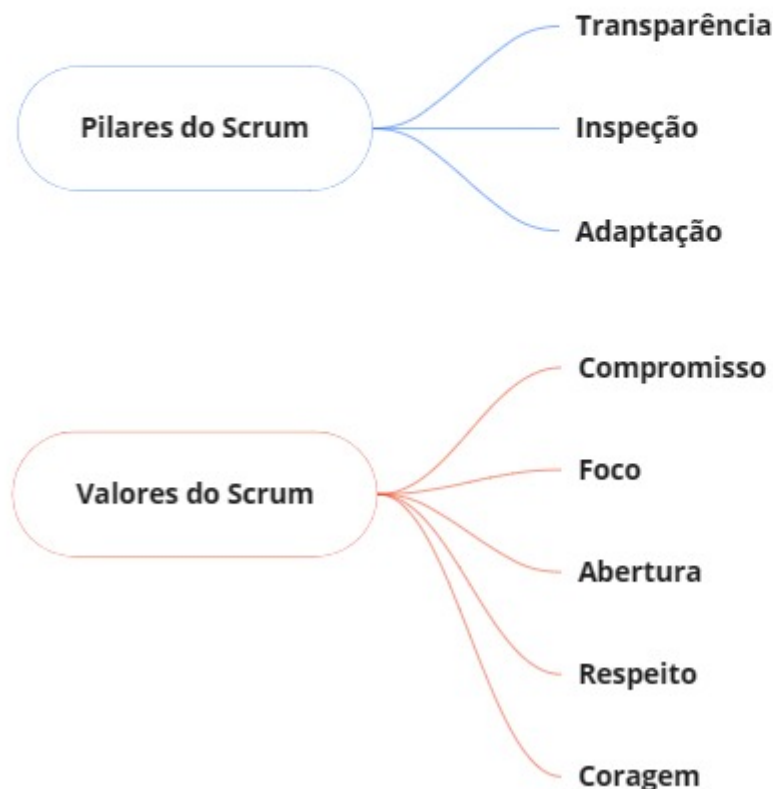 Pilares do Scrum
Transparência
Inspeção
Adaptação
Valores do Scrum
Compromisso
Foco
Abertura
Respeito
Coragem